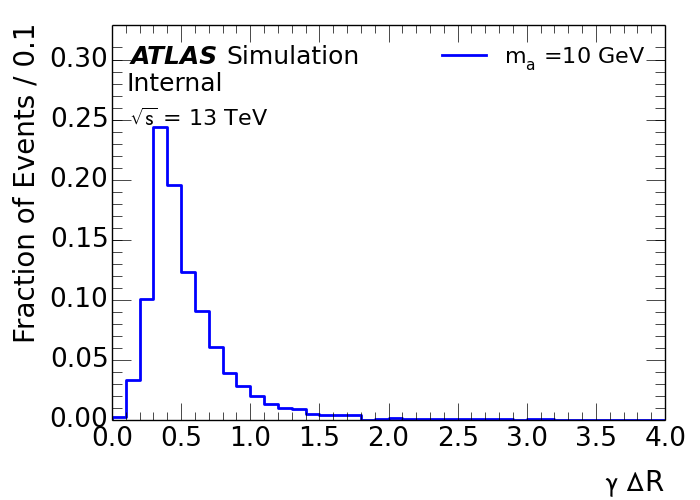 Fraction of Events / 0.1
0.30
0.25
0.20
0.15
0.10
0.05
0.00
ATLAS Simulation
Internal
√s = 13 TeV
mₐ =10 GeV
0.0 0.5 1.0 1.5 2.0 2.5 3.0 3.5 4.0
γ ΔR